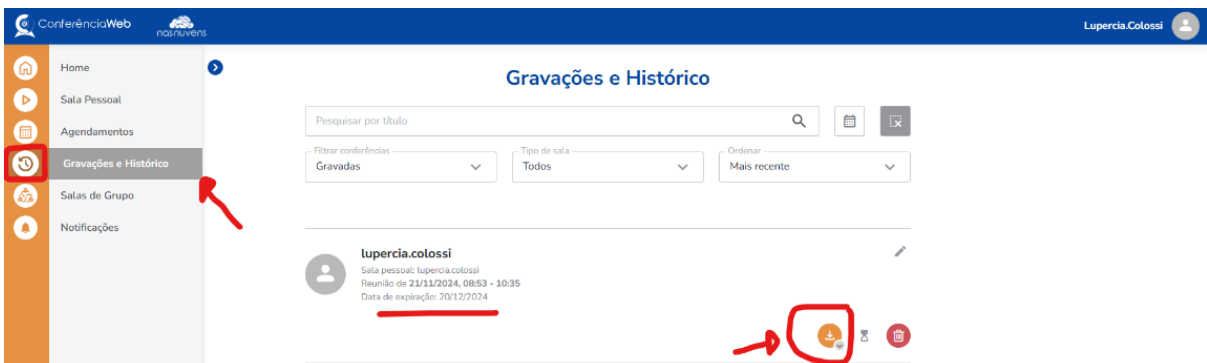 ConferênciaWeb
nasnuvens
Lupercia.Colossi
Home
Sala Pessoal
Agendamentos
Gravações e Histórico
Salas de Grupo
Notificações
Gravações e Histórico
Pesquisar por título
Filtrar conferências
Gravadas
Tipo de sala
Todos
Ordenar
Mais recente
lupercia.colossi
Sala pessoal: lupercia.colossi
Reunião de 21/11/2024, 08:53 - 10:35
Data de expiração: 20/12/2024